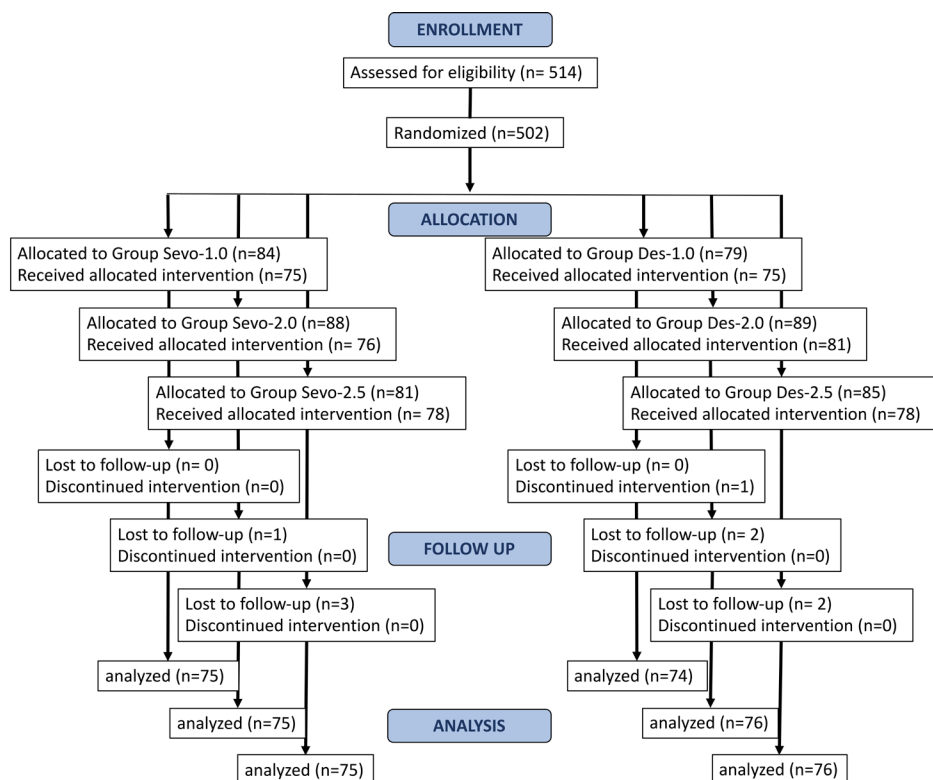 ENROLLMENT
Assessed for eligibility (n= 514)
Randomized (n=502)
ALLOCATION
Allocated to Group Sevo-1.0 (n=84)
Received allocated intervention (n=75)
Allocated to Group Des-1.0 (n=79)
Received allocated intervention (n= 75)
Allocated to Group Sevo-2.0 (n=88)
Received allocated intervention (n= 76)
Allocated to Group Des-2.0 (n=89)
Received allocated intervention (n=81)
Allocated to Group Sevo-2.5 (n=81)
Received allocated intervention (n= 78)
Allocated to Group Des-2.5 (n=85)
Received allocated intervention (n=78)
Lost to follow-up (n= 0)
Discontinued intervention (n=0)
Lost to follow-up (n= 0)
Discontinued intervention (n=1)
Lost to follow-up (n=1)
Discontinued intervention (n=0)
FOLLOW UP
Lost to follow-up (n= 2)
Discontinued intervention (n=0)
Lost to follow-up (n=3)
Discontinued intervention (n=0)
Lost to follow-up (n= 2)
Discontinued intervention (n=0)
analyzed (n=75)
analyzed (n=74)
analyzed (n=75)
ANALYSIS
analyzed (n=76)
analyzed (n=75)
analyzed (n=76)